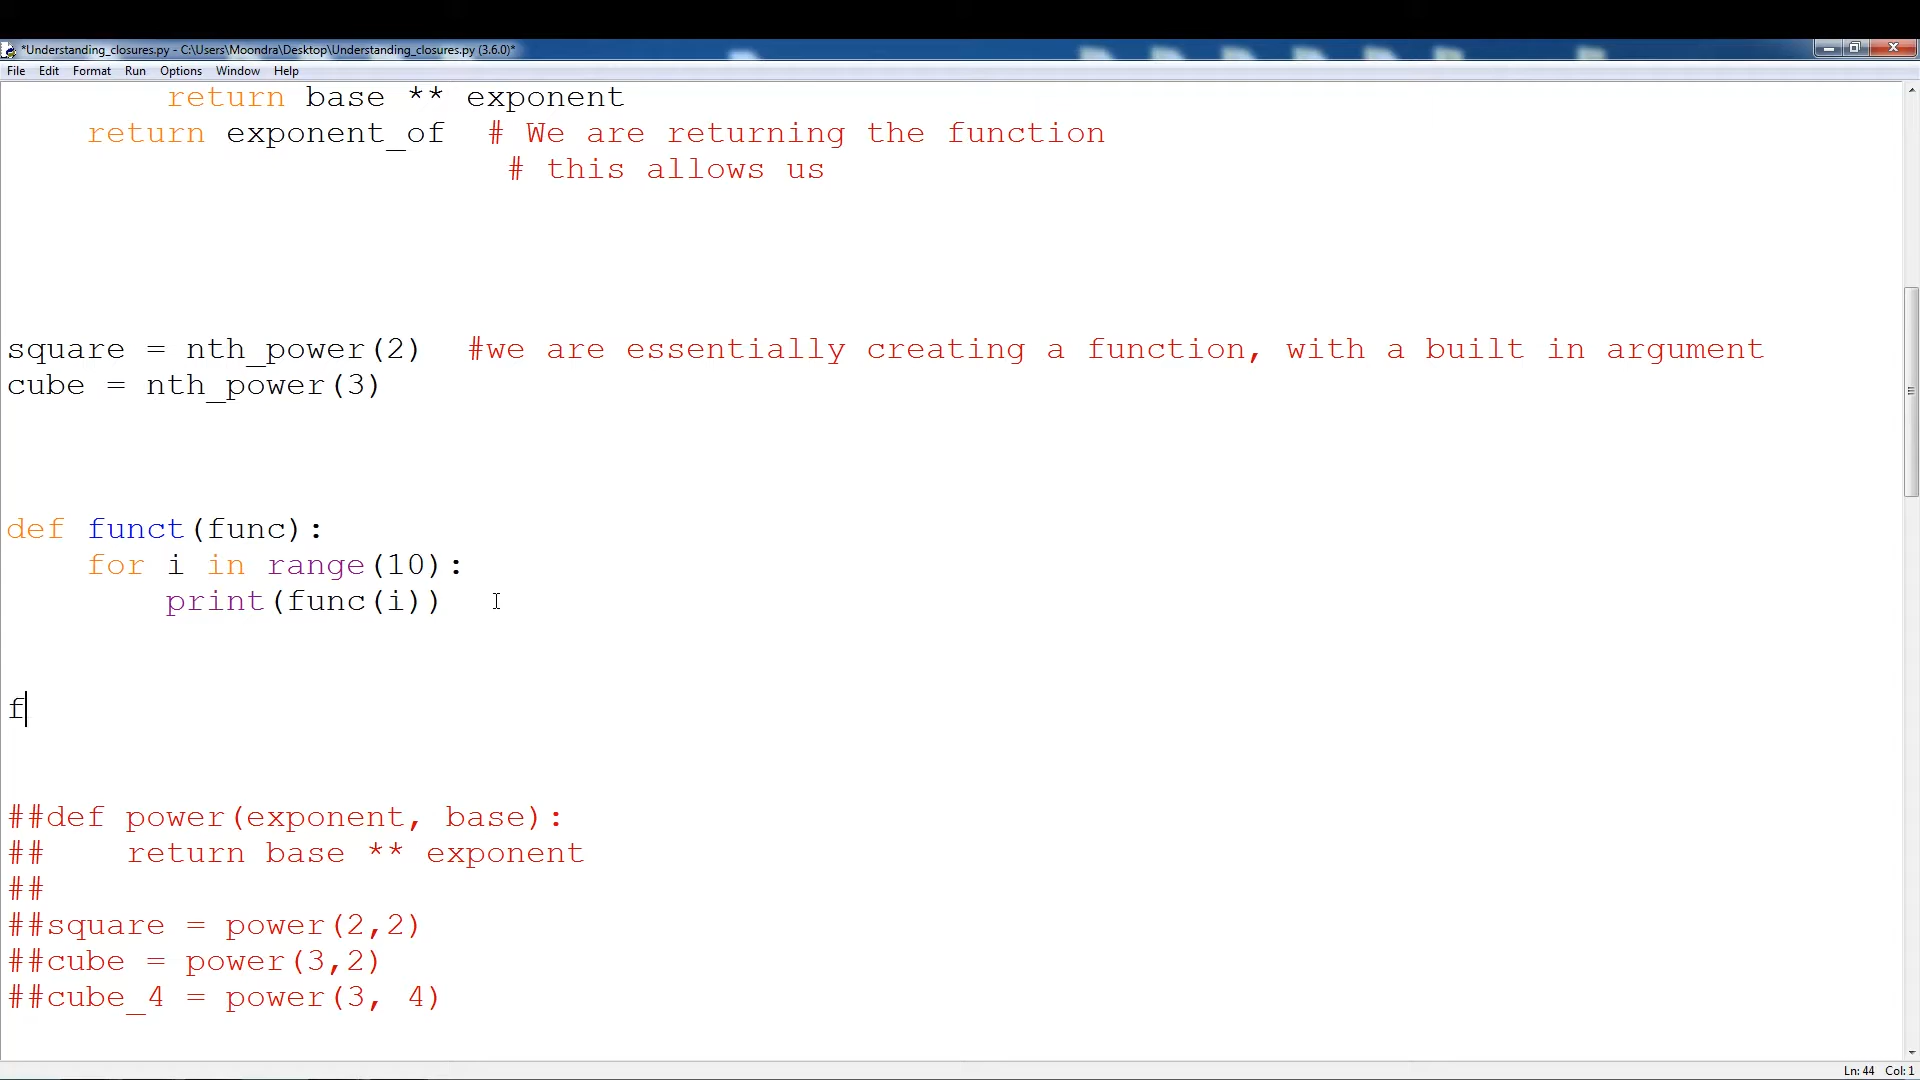 *Understanding_closures.py - C:\Users\Moondra\Desktop\Understanding_closures.py (3.6.0)*
File Edit Format Run Options Window Help
return base ** exponent
return exponent_of # We are returning the function
# this allows us
square = nth_power(2) #we are essentially creating a function, with a built in argument
cube = nth_power(3)
def funct(func):
for i in range(10):
print(func(i))
f
##def power(exponent, base):
## return base ** exponent
##
##square = power(2,2)
##cube = power(3,2)
##cube_4 = power(3, 4)
Ln: 44 Col: 1